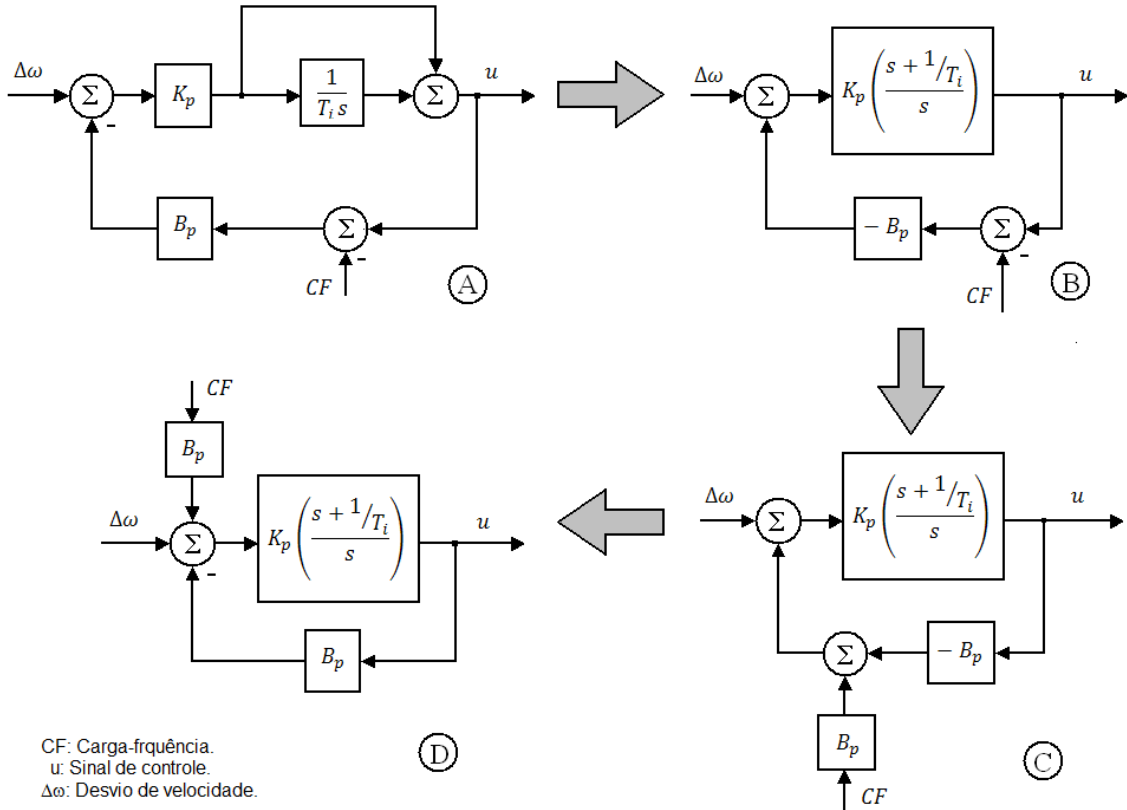 Δω
Σ
-
K_p
1
T_i s
Σ
u
B_p
Σ
-
CF
A
Δω
Σ
K_p ( s + 1/T_i
s )
u
- B_p
Σ
-
CF
B
CF
B_p
Δω
Σ
-
K_p ( s + 1/T_i
s )
u
B_p
D
Δω
Σ
K_p ( s + 1/T_i
s )
u
Σ
- B_p
B_p
CF
C
CF: Carga-frquência.
u: Sinal de controle.
Δω: Desvio de velocidade.